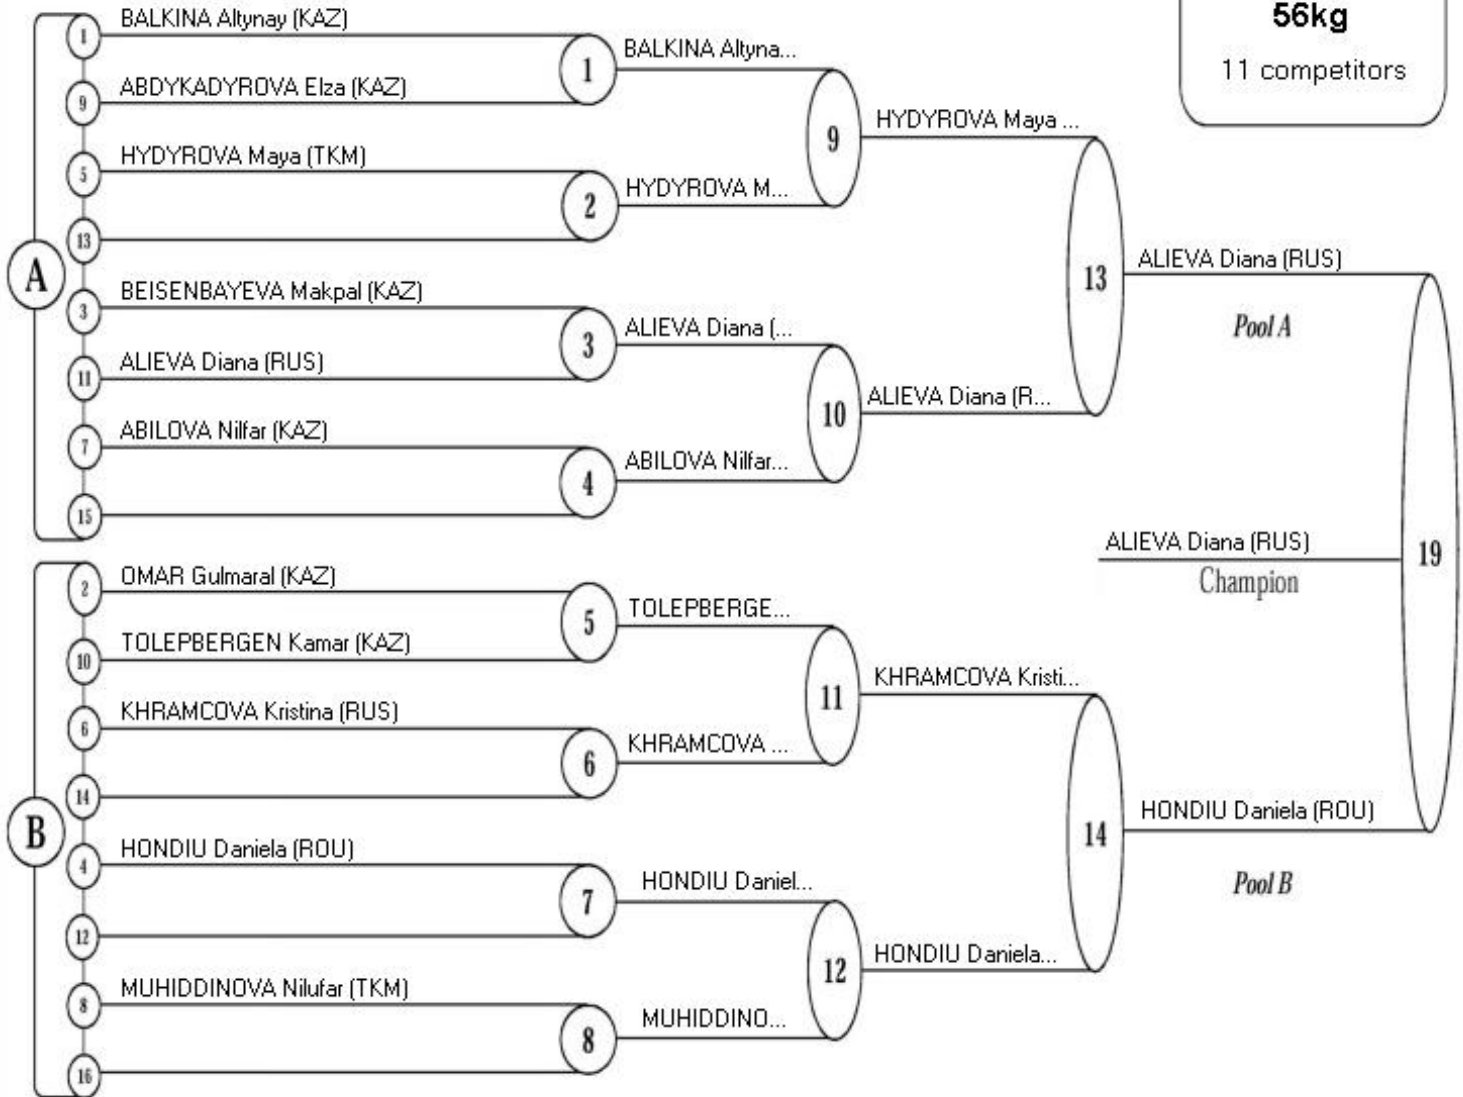 56kg
11 competitors
A
1
BALKINA Altynay (KAZ)
9
ABDYKADYROVA Elza (KAZ)
5
HYDYROVA Maya (TKM)
13
3
BEISENBAYEVA Makpal (KAZ)
11
ALIEVA Diana (RUS)
7
ABILOVA Nilfar (KAZ)
15
1
BALKINA Altyna...
2
HYDYROVA M...
3
ALIEVA Diana (...
4
ABILOVA Nilfar...
9
HYDYROVA Maya ...
10
ALIEVA Diana (R...
13
ALIEVA Diana (RUS)
Pool A
B
2
OMAR Gulmaral (KAZ)
10
TOLEPBERGEN Kamar (KAZ)
6
KHRAMCOVA Kristina (RUS)
14
4
HONDIU Daniela (ROU)
12
8
MUHIDDINOVA Nilufar (TKM)
16
5
TOLEPBERGE...
6
KHRAMCOVA ...
7
HONDIU Daniel...
8
MUHIDDINO...
11
KHRAMCOVA Kristi...
12
HONDIU Daniela...
14
HONDIU Daniela (ROU)
Pool B
19
ALIEVA Diana (RUS)
Champion